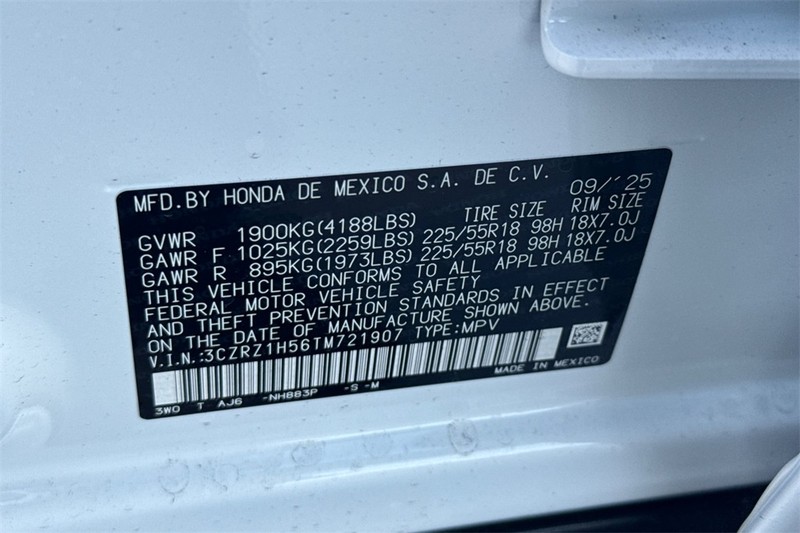 MFD.BY HONDA DE MEXICO S.A. DE C.V. 09/'25
TIRE SIZE RIM SIZE
GVWR 1900KG(4188LBS)
GAWR F 1025KG(2259LBS) 225/55R18 98H 18X7.0J
GAWR R 895KG(1973LBS) 225/55R18 98H 18X7.0J
THIS VEHICLE CONFORMS TO ALL APPLICABLE
FEDERAL MOTOR VEHICLE SAFETY
AND THEFT PREVENTION STANDARDS IN EFFECT
ON THE DATE OF MANUFACTURE SHOWN ABOVE.
V.I.N.:3CZRZ1H56TM721907 TYPE:MPV
MADE IN MEXICO
3W0 T AJ6 -NH883P -S -M